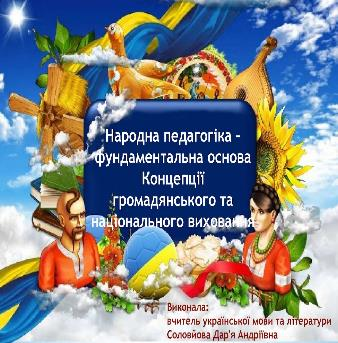 Народна педагогіка -
фундаментальна основа
Концепції
громадянського та
національного виховання
Виконала:
вчитель української мови та літератури
Соловйова Дар'я Андріївна